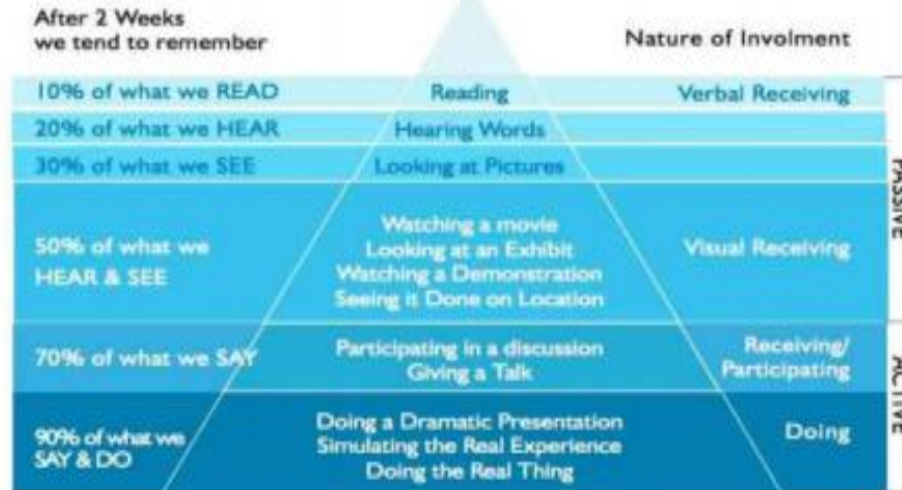 After 2 Weeks
we tend to remember
Nature of Involment
10% of what we READ
Reading
Verbal Receiving
20% of what we HEAR
Hearing Words
30% of what we SEE
Looking at Pictures
50% of what we
HEAR & SEE
Watching a movie
Looking at an Exhibit
Watching a Demonstration
Seeing it Done on Location
Visual Receiving
PASSIVE
70% of what we SAY
Participating in a discussion
Giving a Talk
Receiving/
Participating
90% of what we
SAY & DO
Doing a Dramatic Presentation
Simulating the Real Experience
Doing the Real Thing
Doing
ACTIVE